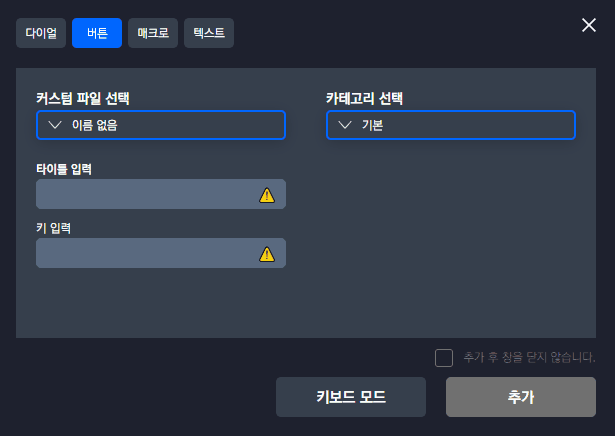 다이얼 버튼 매크로 텍스트
커스텀 파일 선택 카테고리 선택
이름 없음 기본
타이틀 입력
키 입력
추가 후 창을 닫지 않습니다.
키보드 모드 추가